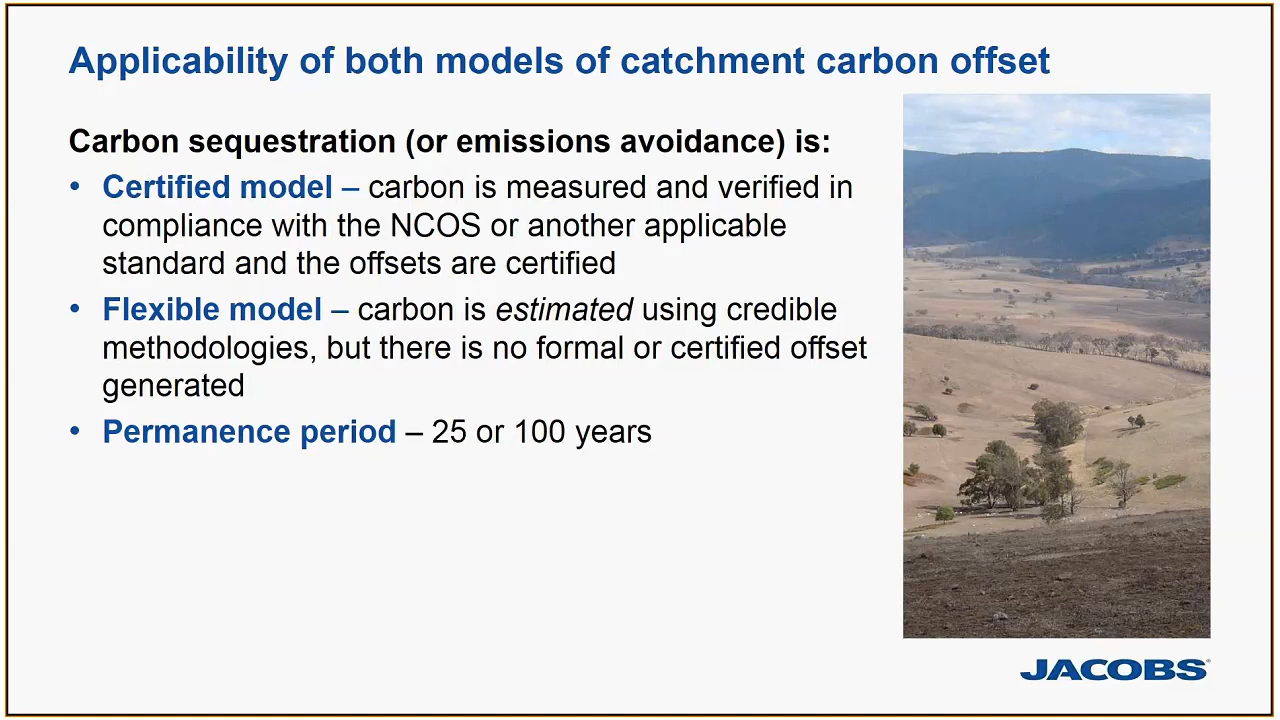 Applicability of both models of catchment carbon offset
Carbon sequestration (or emissions avoidance) is:
• Certified model – carbon is measured and verified in
compliance with the NCOS or another applicable
standard and the offsets are certified
• Flexible model – carbon is estimated using credible
methodologies, but there is no formal or certified offset
generated
• Permanence period – 25 or 100 years
JACOBS